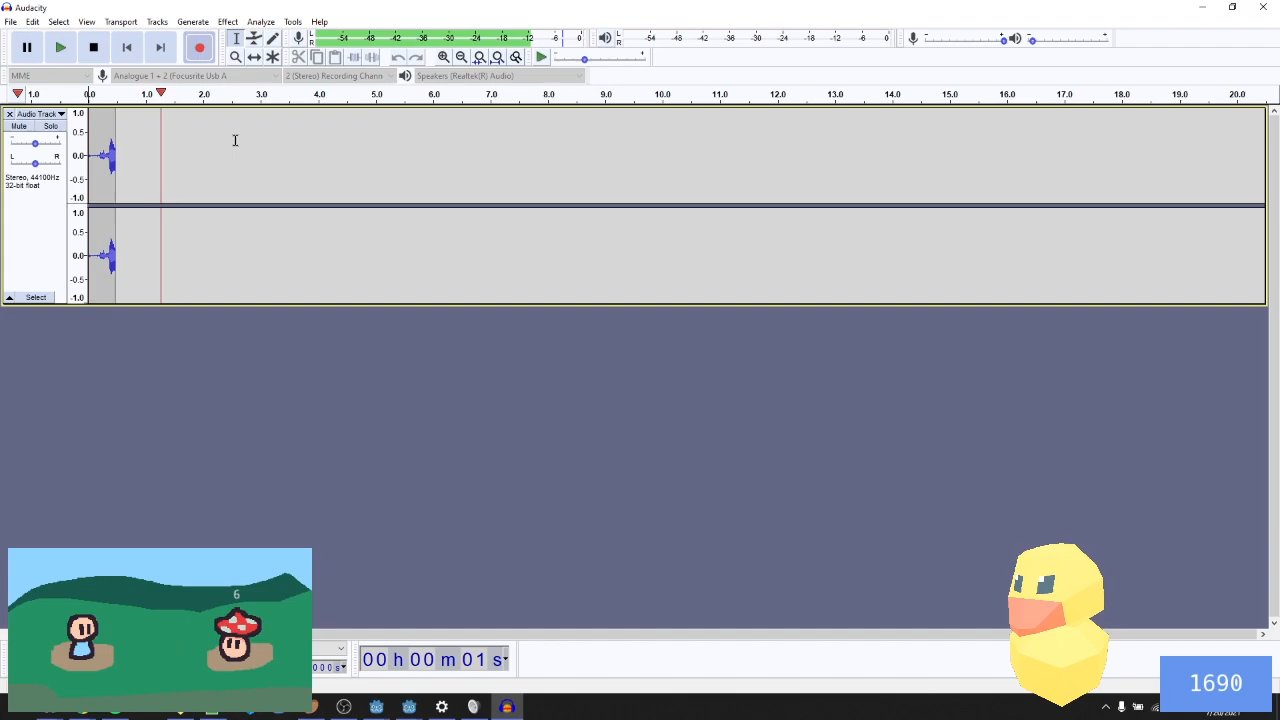 Audacity
File Edit Select View Transport Tracks Generate Effect Analyze Tools Help
L R -54 -48 -42 -36 -30 -24 -18 -12 -6 0 L R -54 -48 -42 -36 -30 -24 -18 -12 -6 0
- +
MME Analogue 1 + 2 (Focusrite Usb A 2 (Stereo) Recording Chann Speakers (Realtek(R) Audio)
1.0 0.0 1.0 2.0 3.0 4.0 5.0 6.0 7.0 8.0 9.0 10.0 11.0 12.0 13.0 14.0 15.0 16.0 17.0 18.0 19.0 20.0
Audio Track
Mute Solo
- +
L R
Stereo, 44100Hz
32-bit float
1.0
0.5
0.0
-0.5
-1.0
1.0
0.5
0.0
-0.5
-1.0
Select
6
00 h 00 m 01 s
1690